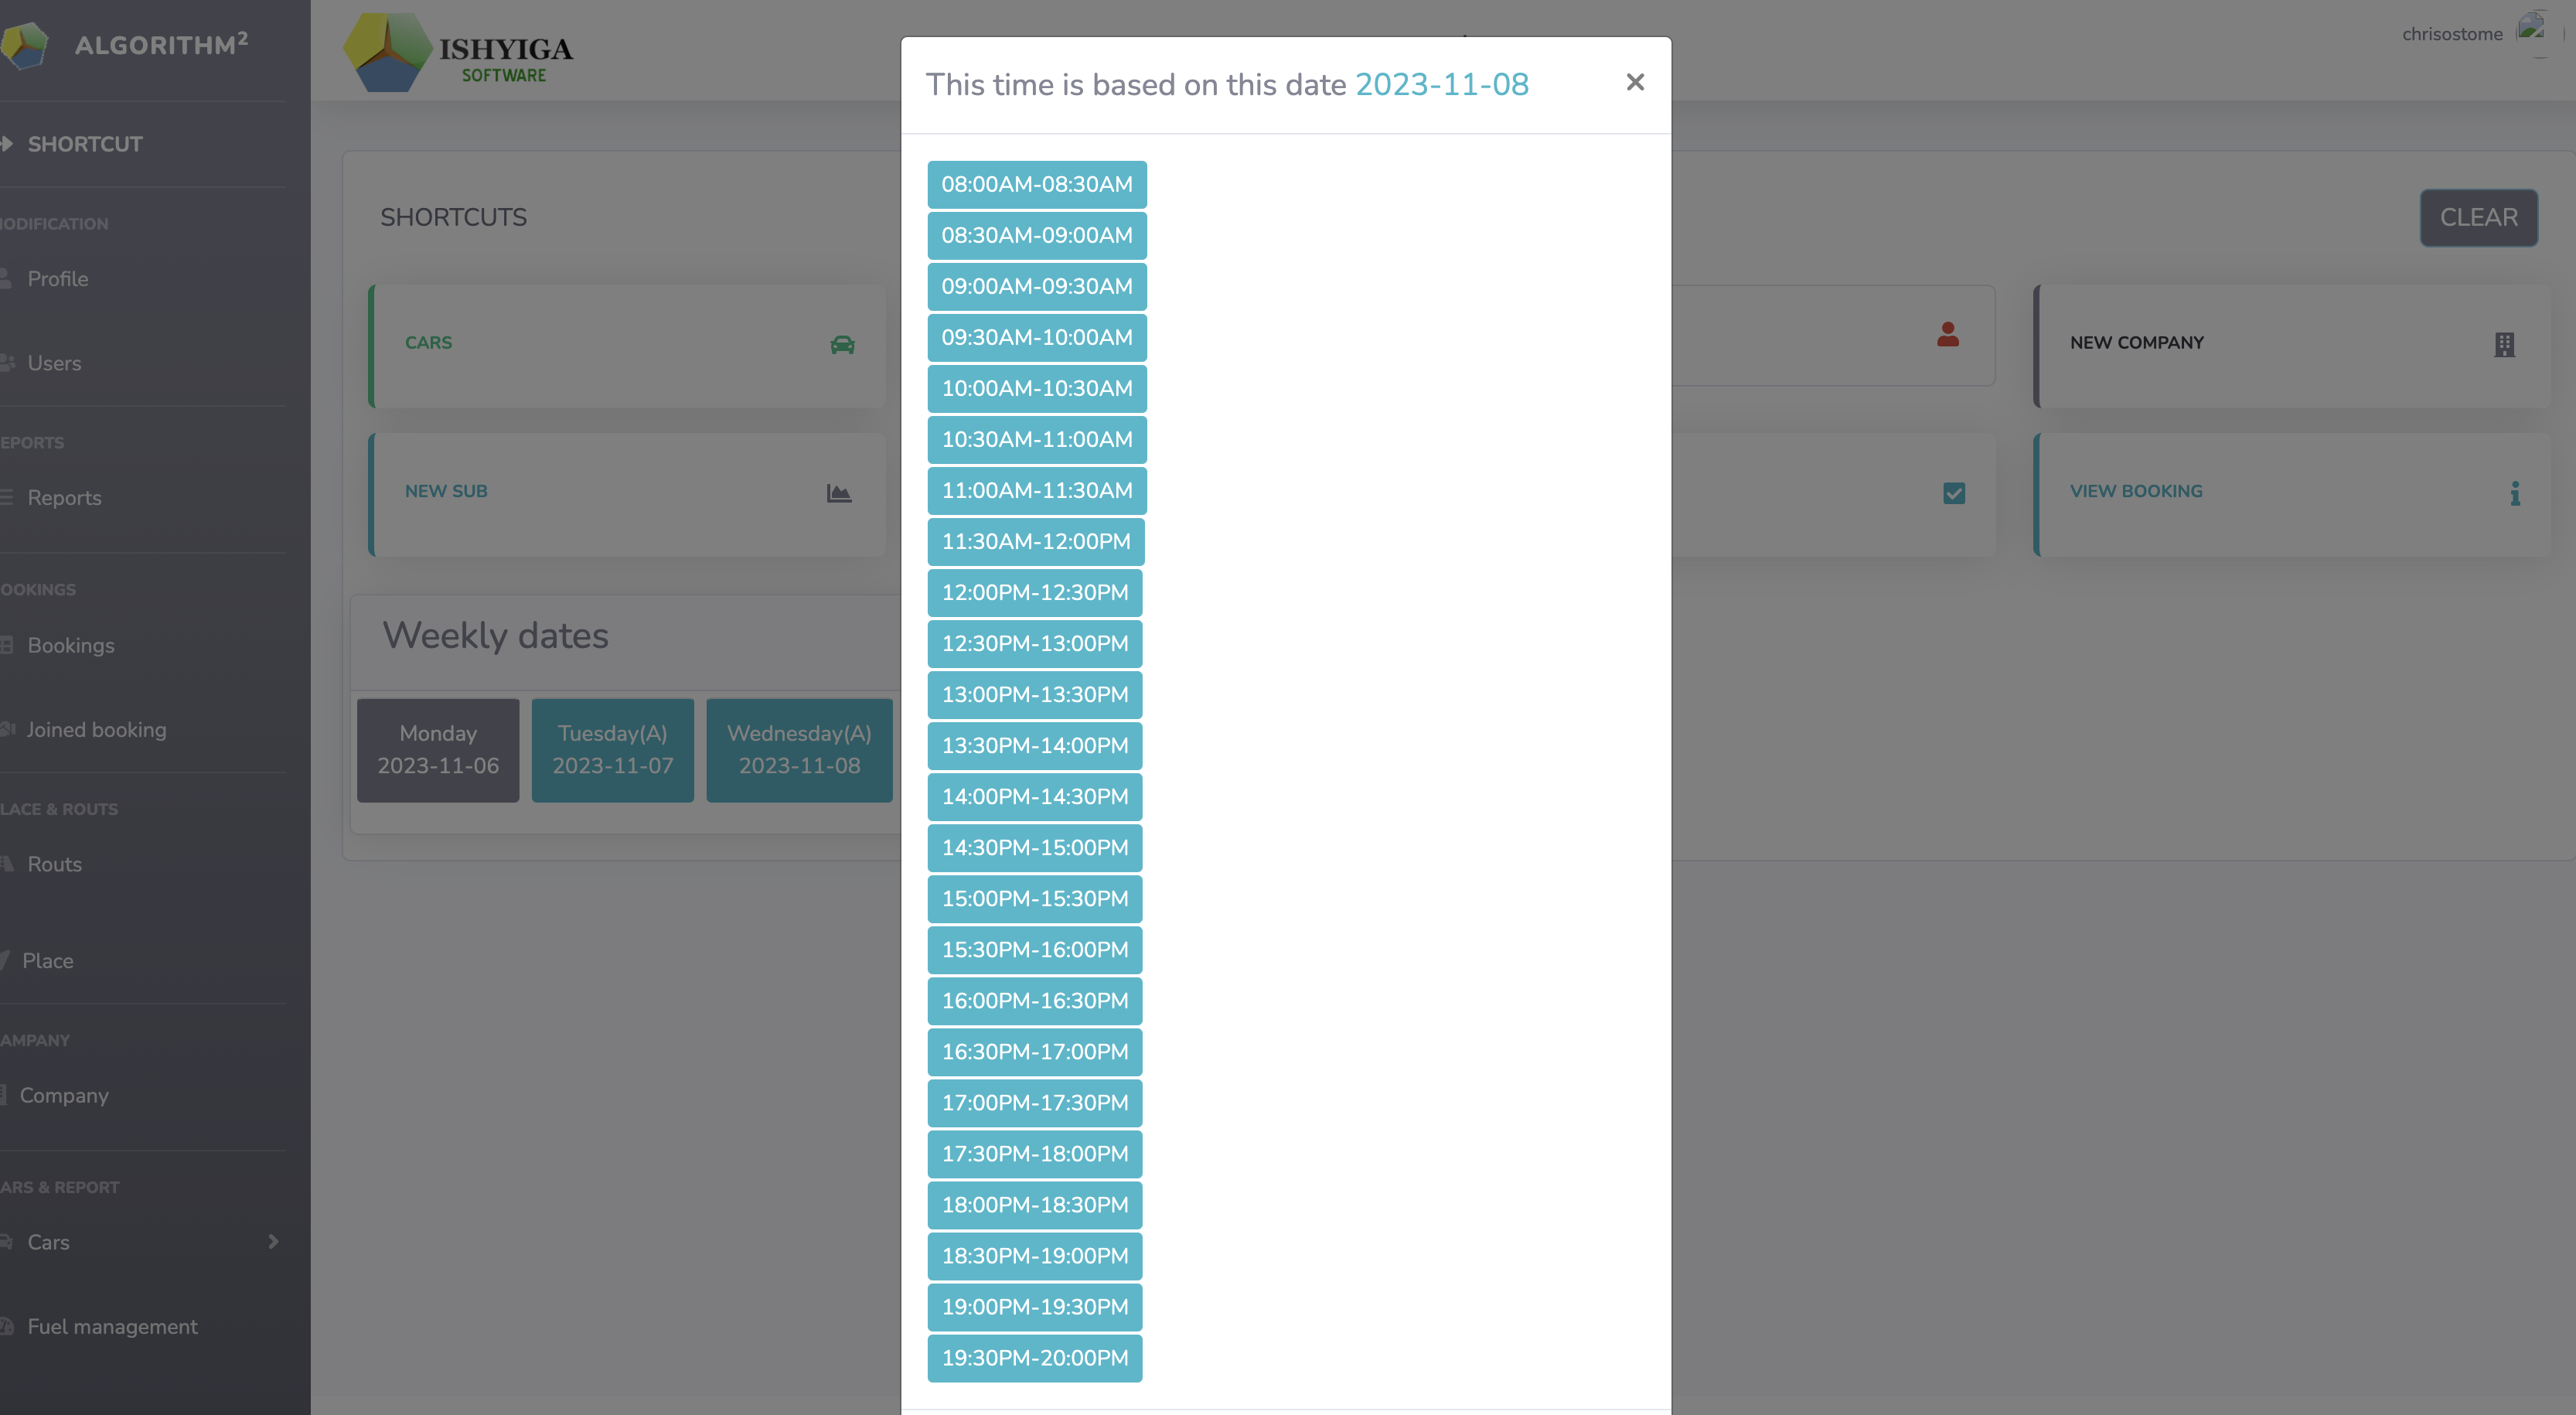 ALGORITHM²
SHORTCUT
MODIFICATION
Profile
Users
REPORTS
Reports
BOOKINGS
Bookings
Joined booking
PLACE & ROUTS
Routs
Place
CAMPANY
Company
CARS & REPORT
Cars
Fuel management
ISHYIGA
SOFTWARE
chrisostome
SHORTCUTS
CLEAR
CARS
NEW COMPANY
NEW SUB
VIEW BOOKING
Weekly dates
Monday
2023-11-06
Tuesday(A)
2023-11-07
Wednesday(A)
2023-11-08
This time is based on this date 2023-11-08
×
08:00AM-08:30AM
08:30AM-09:00AM
09:00AM-09:30AM
09:30AM-10:00AM
10:00AM-10:30AM
10:30AM-11:00AM
11:00AM-11:30AM
11:30AM-12:00PM
12:00PM-12:30PM
12:30PM-13:00PM
13:00PM-13:30PM
13:30PM-14:00PM
14:00PM-14:30PM
14:30PM-15:00PM
15:00PM-15:30PM
15:30PM-16:00PM
16:00PM-16:30PM
16:30PM-17:00PM
17:00PM-17:30PM
17:30PM-18:00PM
18:00PM-18:30PM
18:30PM-19:00PM
19:00PM-19:30PM
19:30PM-20:00PM